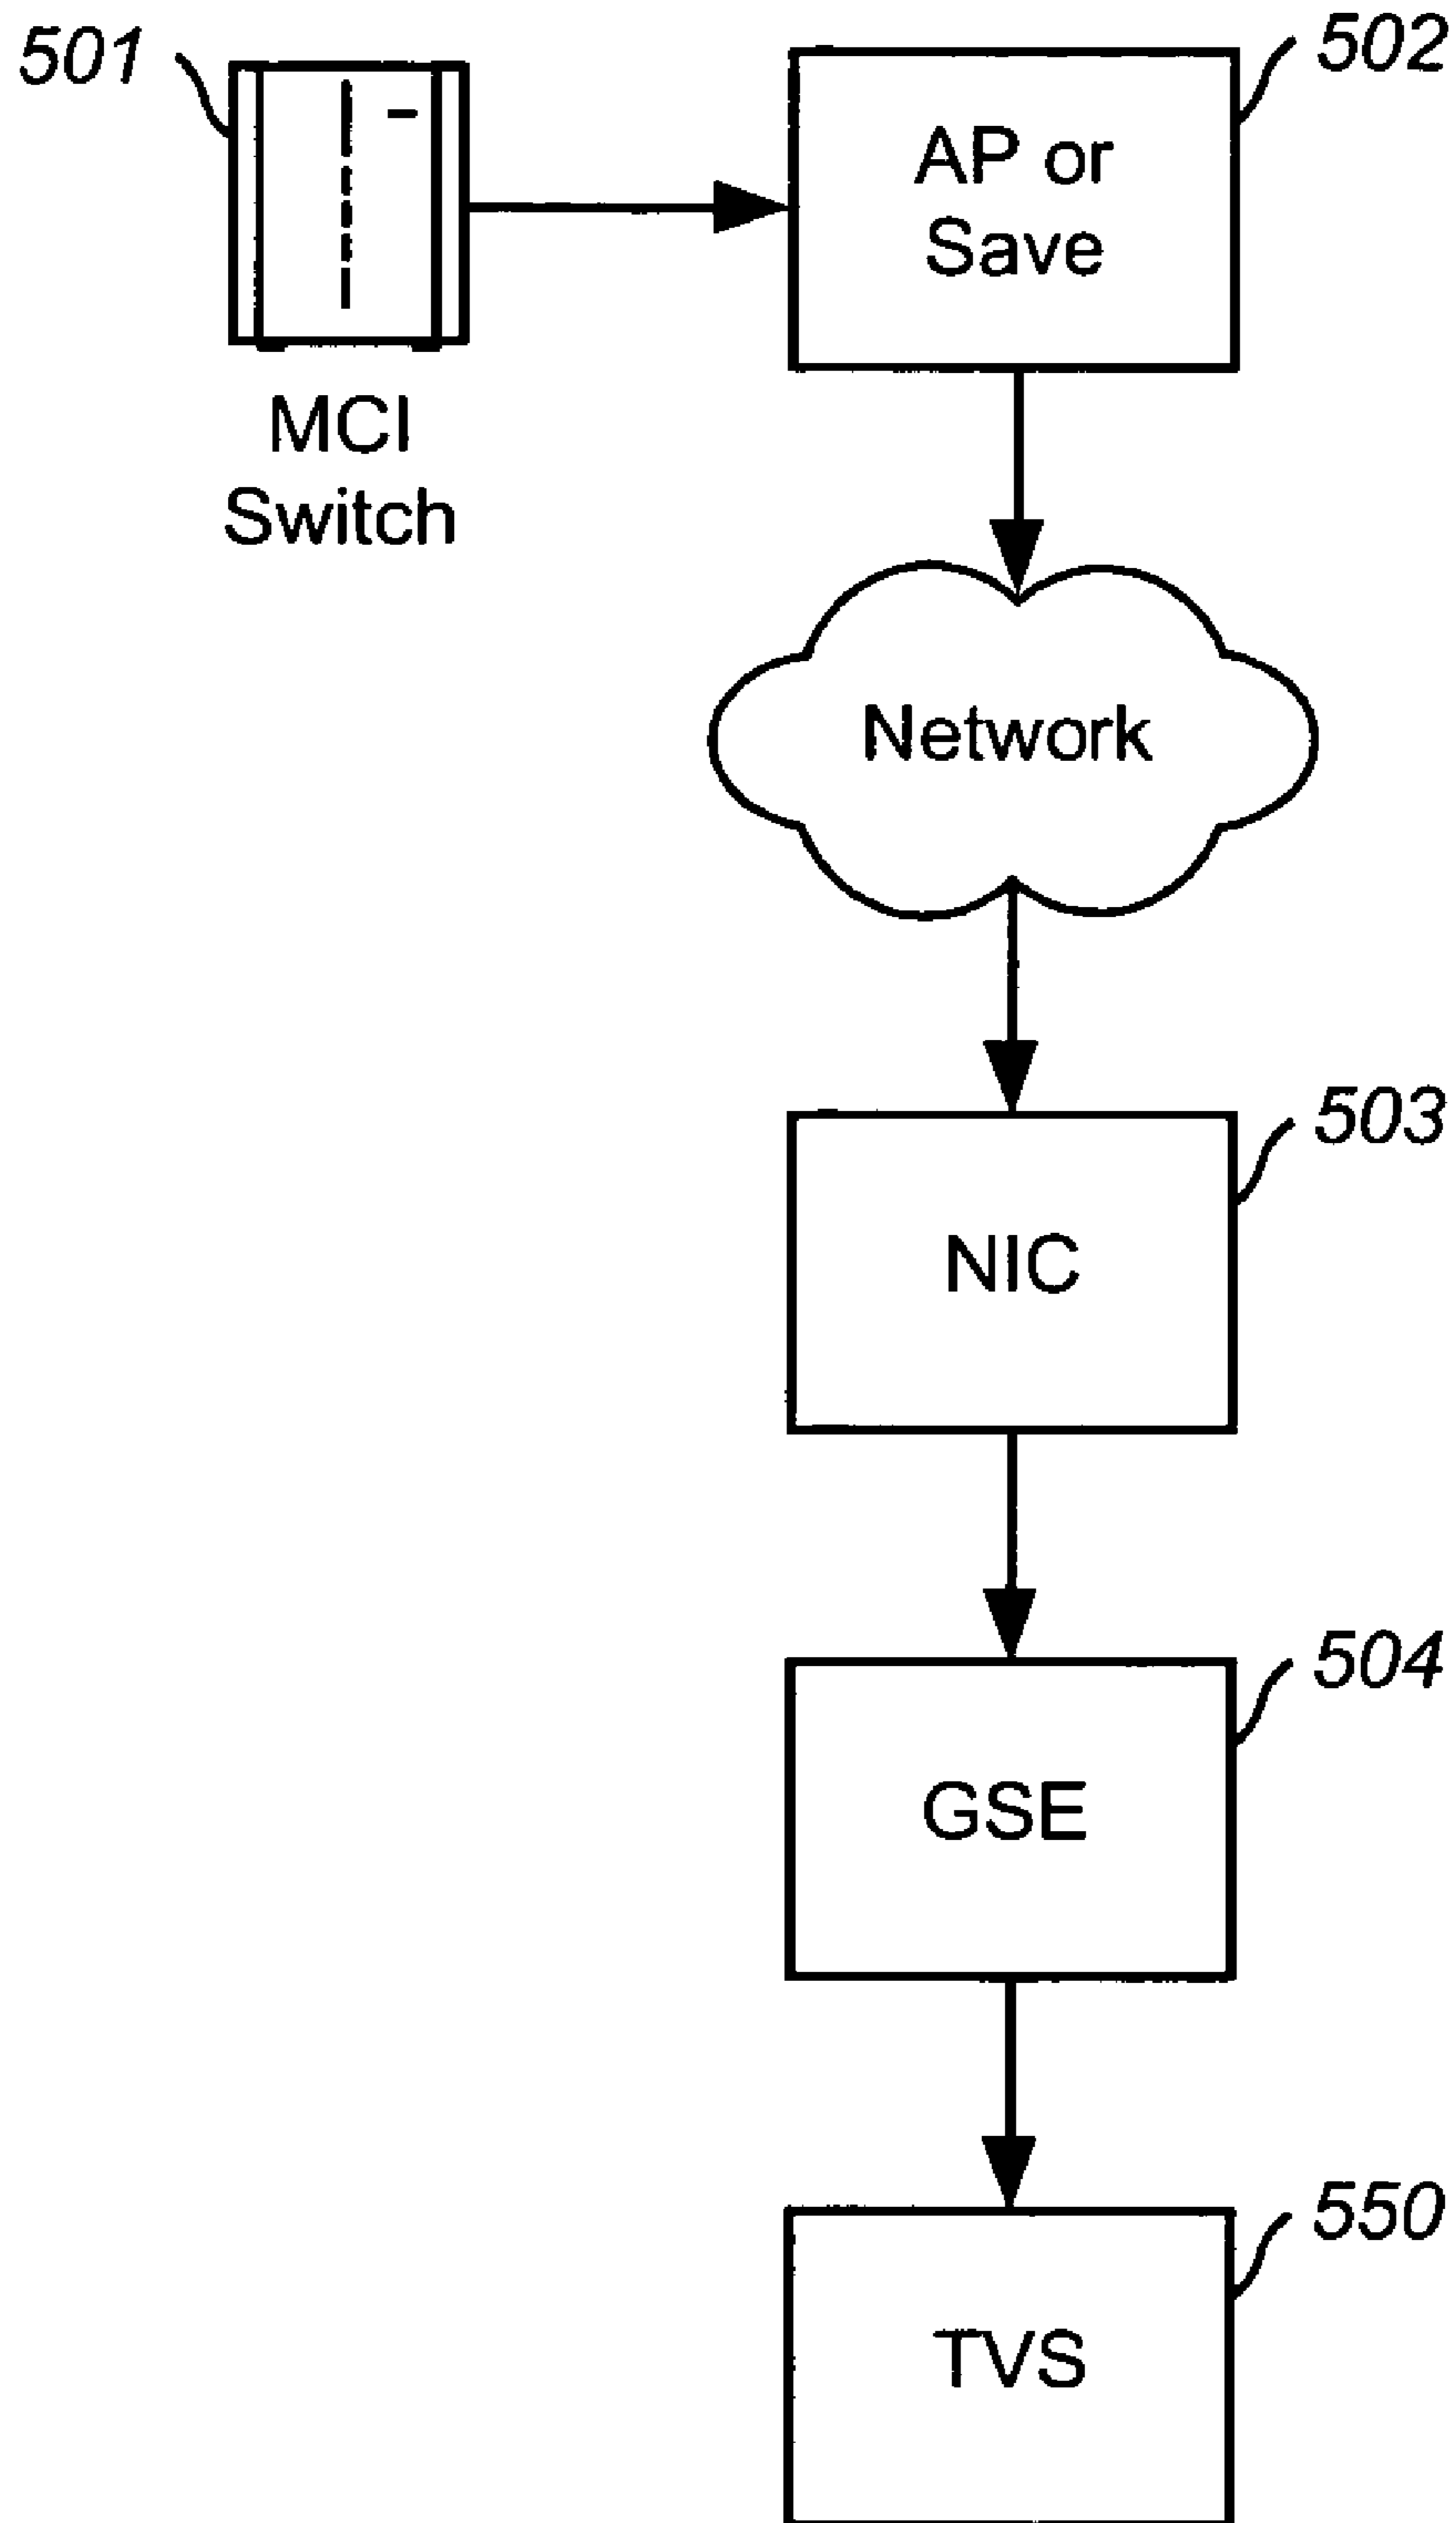 501
502
AP or
Save
MCI
Switch
Network
503
NIC
504
GSE
550
TVS